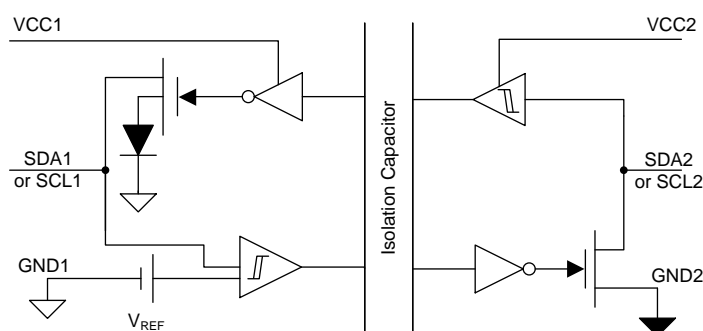 VCC1
VCC2
SDA1
or SCL1
Isolation Capacitor
SDA2
or SCL2
GND1
VREF
GND2